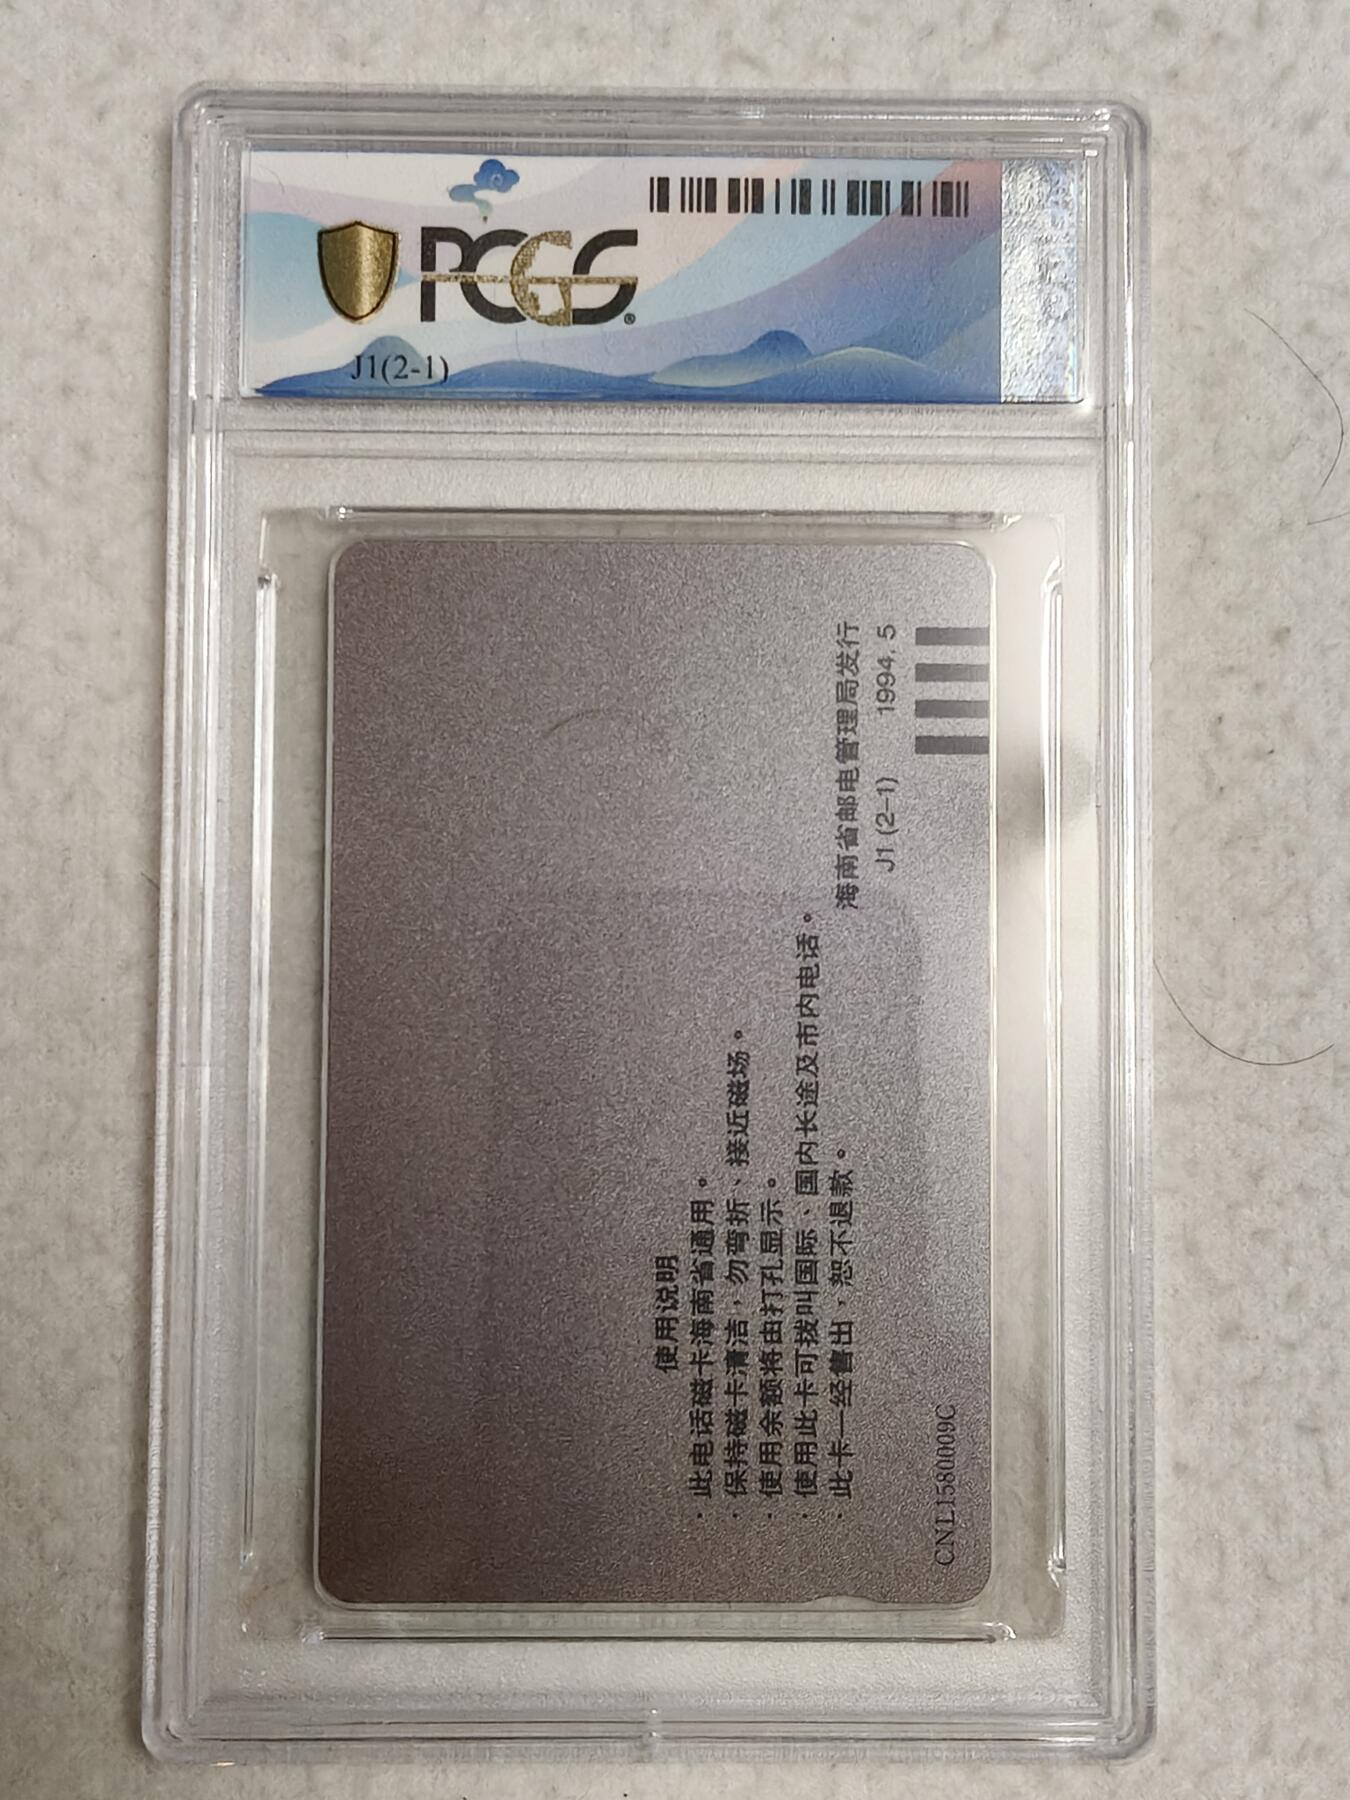 PCGS®
J1(2-1)
使用说明
· 此电话磁卡海南省通用。
· 保持磁卡清洁，勿弯折、接近磁场。
· 使用余额将由打孔显示。
· 使用此卡可拨叫国际、国内长途及市内电话。
· 此卡一经售出，恕不退款。
海南省邮电管理局发行
J1 (2-1) 1994.5
CNL1580009C